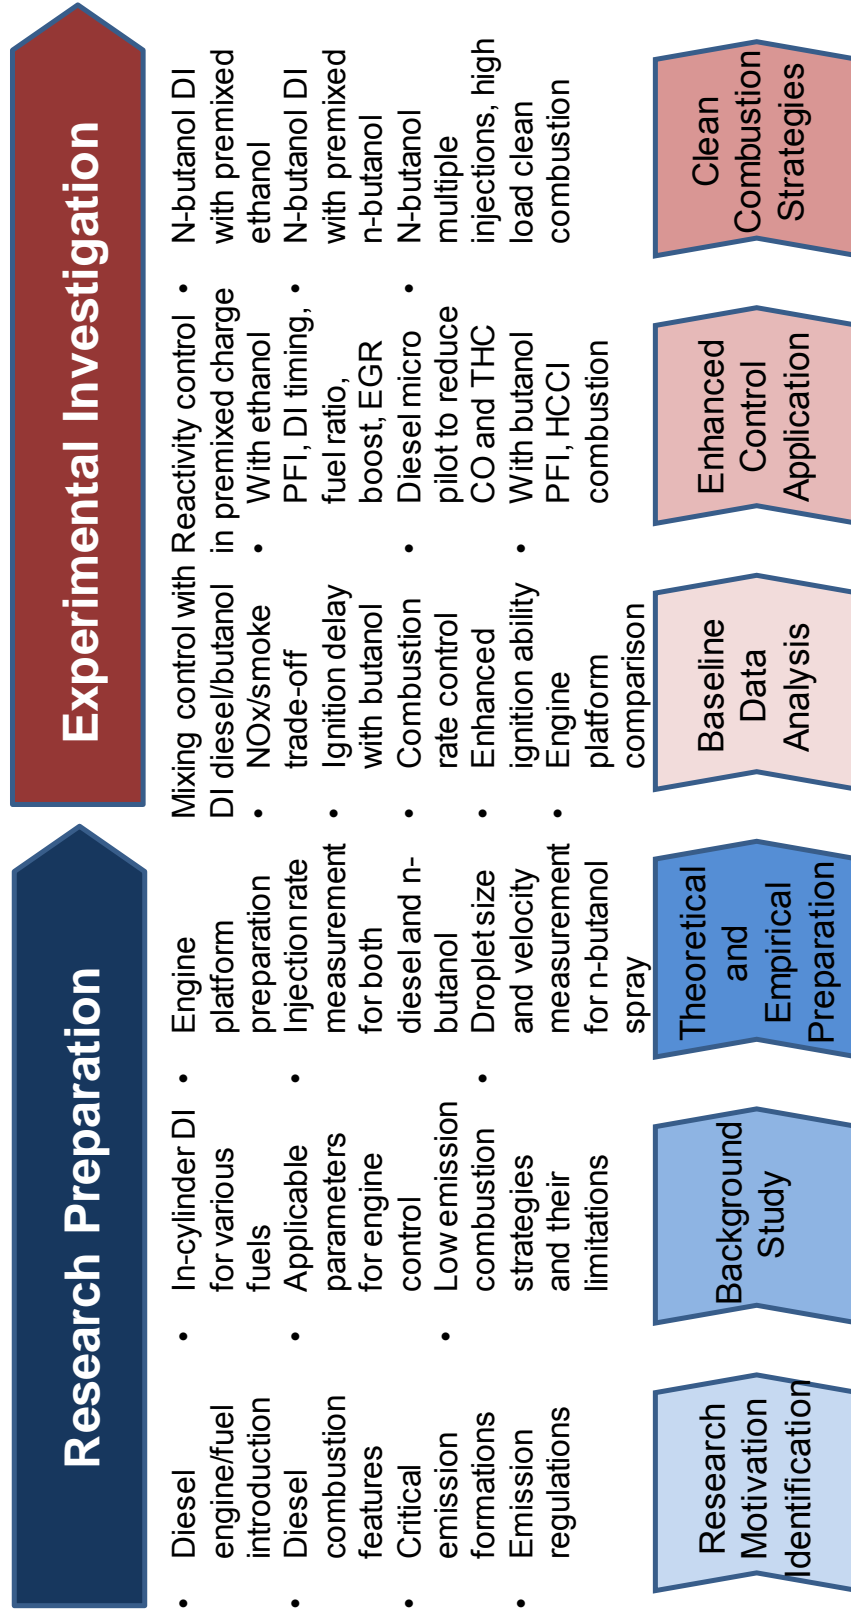 Research Preparation
Experimental Investigation
• Diesel
engine/fuel
introduction
• Diesel
combustion
features
• Critical
emission
formations
• Emission
regulations
• In-cylinder DI
for various
fuels
• Applicable
parameters
for engine
control
• Low emission
combustion
strategies
and their
limitations
• Engine
platform
preparation
• Injection rate
measurement
for both
diesel and n-
butanol
• Droplet size
and velocity
measurement
for n-butanol
spray
Mixing control with
DI diesel/butanol
• NOx/smoke
trade-off
• Ignition delay
with butanol
• Combustion
rate control
• Enhanced
ignition ability
• Engine
platform
comparison
Reactivity control
in premixed charge
• With ethanol
PFI, DI timing,
fuel ratio,
boost, EGR
• Diesel micro
pilot to reduce
CO and THC
• With butanol
PFI, HCCI
combustion
• N-butanol DI
with premixed
ethanol
• N-butanol DI
with premixed
n-butanol
• N-butanol
multiple
injections, high
load clean
combustion
Research
Motivation
Identification
Background
Study
Theoretical
and
Empirical
Preparation
Baseline
Data
Analysis
Enhanced
Control
Application
Clean
Combustion
Strategies